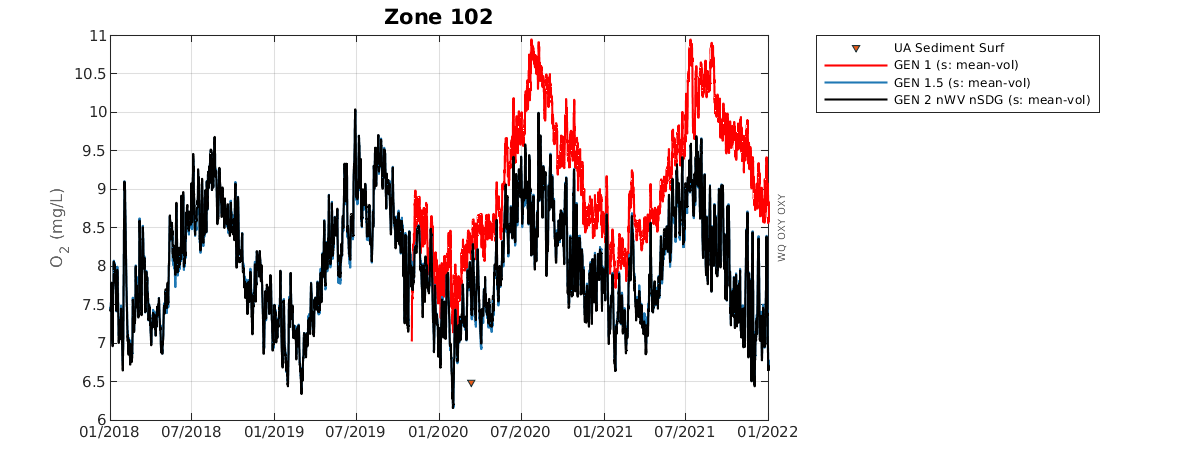 Zone 102
11
10.5
10
9.5
9
8.5
8
7.5
7
6.5
6
O2 (mg/L)
01/2018 07/2018 01/2019 07/2019 01/2020 07/2020 01/2021 07/2021 01/2022
WQ OXY OXY
UA Sediment Surf
GEN 1 (s: mean-vol)
GEN 1.5 (s: mean-vol)
GEN 2 nWV nSDG (s: mean-vol)